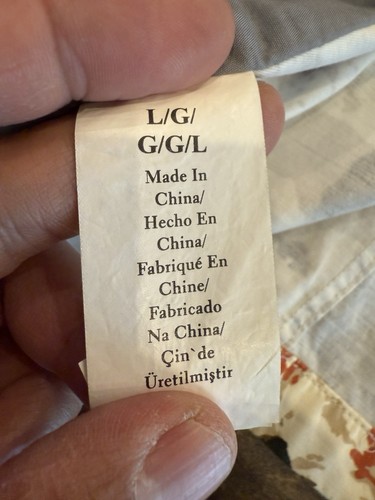 L/G/
G/G/L
Made In
China/
Hecho En
China/
Fabriqué En
Chine/
Fabricado
Na China/
Çin`de
Üretilmiştir